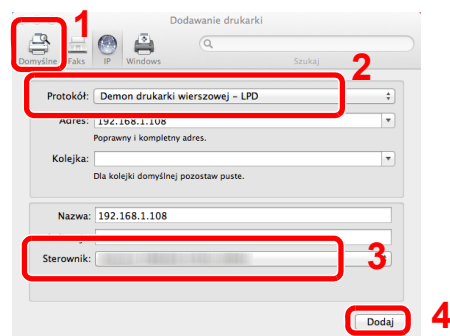 1
Dodawanie drukarki
Domyślne Faks IP Windows
Szukaj
2
Protokół: Demon drukarki wierszowej – LPD
Adres: 192.168.1.108
Poprawny i kompletny adres.
Kolejka:
Dla kolejki domyślnej pozostaw puste.
Nazwa: 192.168.1.108
Sterownik:
3
Dodaj
4